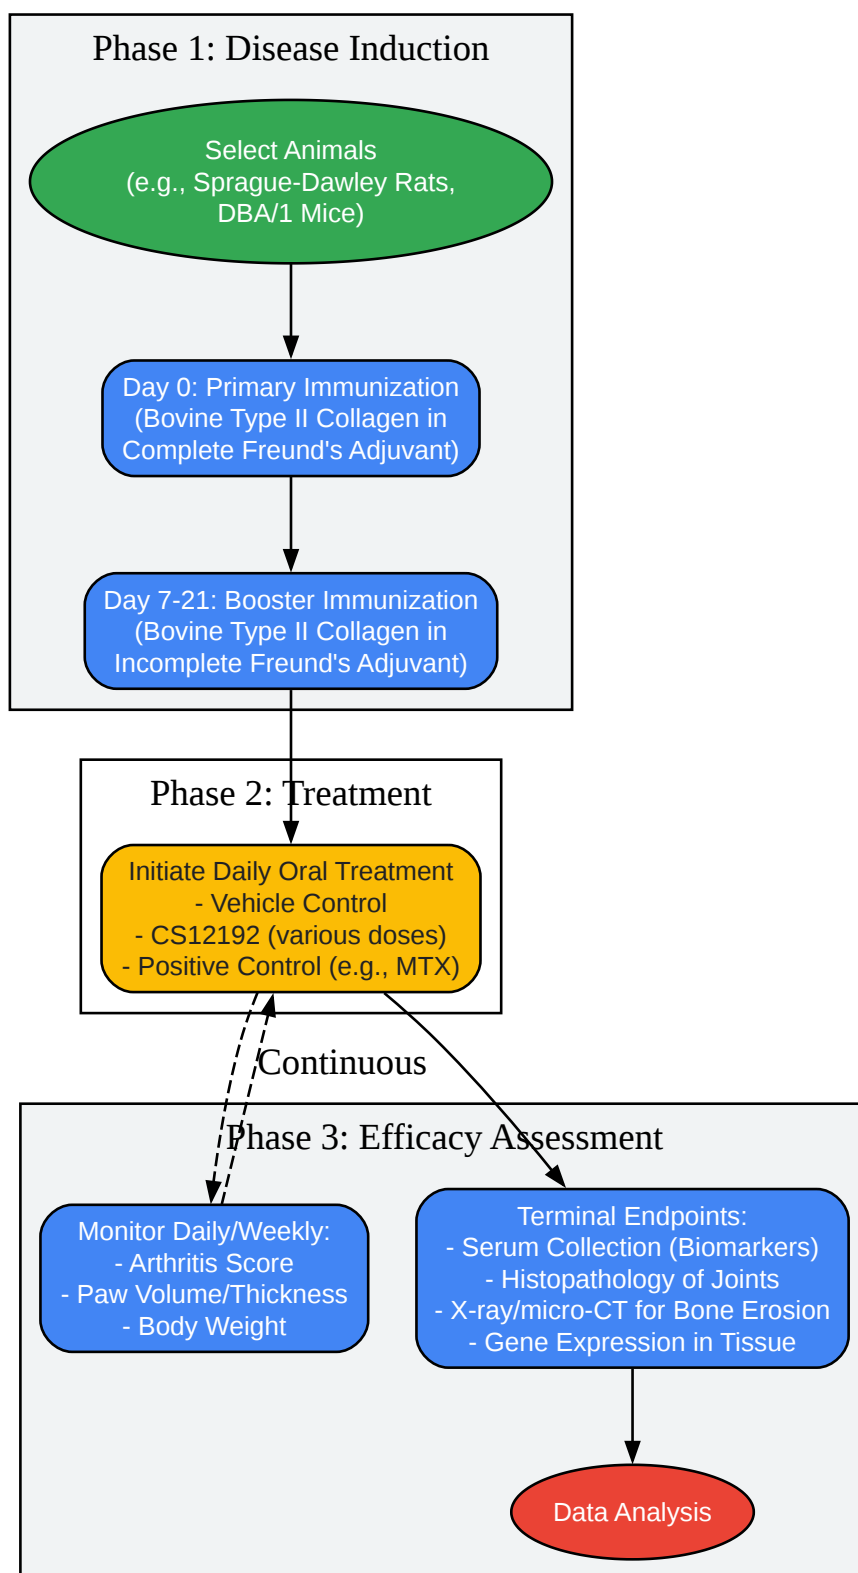 Phase 1: Disease Induction
Select Animals
(e.g., Sprague-Dawley Rats,
DBA/1 Mice)
Day 0: Primary Immunization
(Bovine Type II Collagen in
Complete Freund's Adjuvant)
Day 7-21: Booster Immunization
(Bovine Type II Collagen in
Incomplete Freund's Adjuvant)
Phase 2: Treatment
Initiate Daily Oral Treatment
- Vehicle Control
- CS12192 (various doses)
- Positive Control (e.g., MTX)
Continuous
Phase 3: Efficacy Assessment
Monitor Daily/Weekly:
- Arthritis Score
- Paw Volume/Thickness
- Body Weight
Terminal Endpoints:
- Serum Collection (Biomarkers)
- Histopathology of Joints
- X-ray/micro-CT for Bone Erosion
- Gene Expression in Tissue
Data Analysis